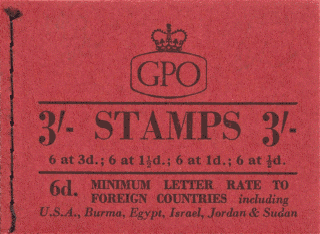 GPO
3/- STAMPS 3/-
6 at 3d.; 6 at 1½d.; 6 at 1d.; 6 at ½d.
6d. MINIMUM LETTER RATE TO
FOREIGN COUNTRIES including
U.S.A., Burma, Egypt, Israel, Jordan & Sudan